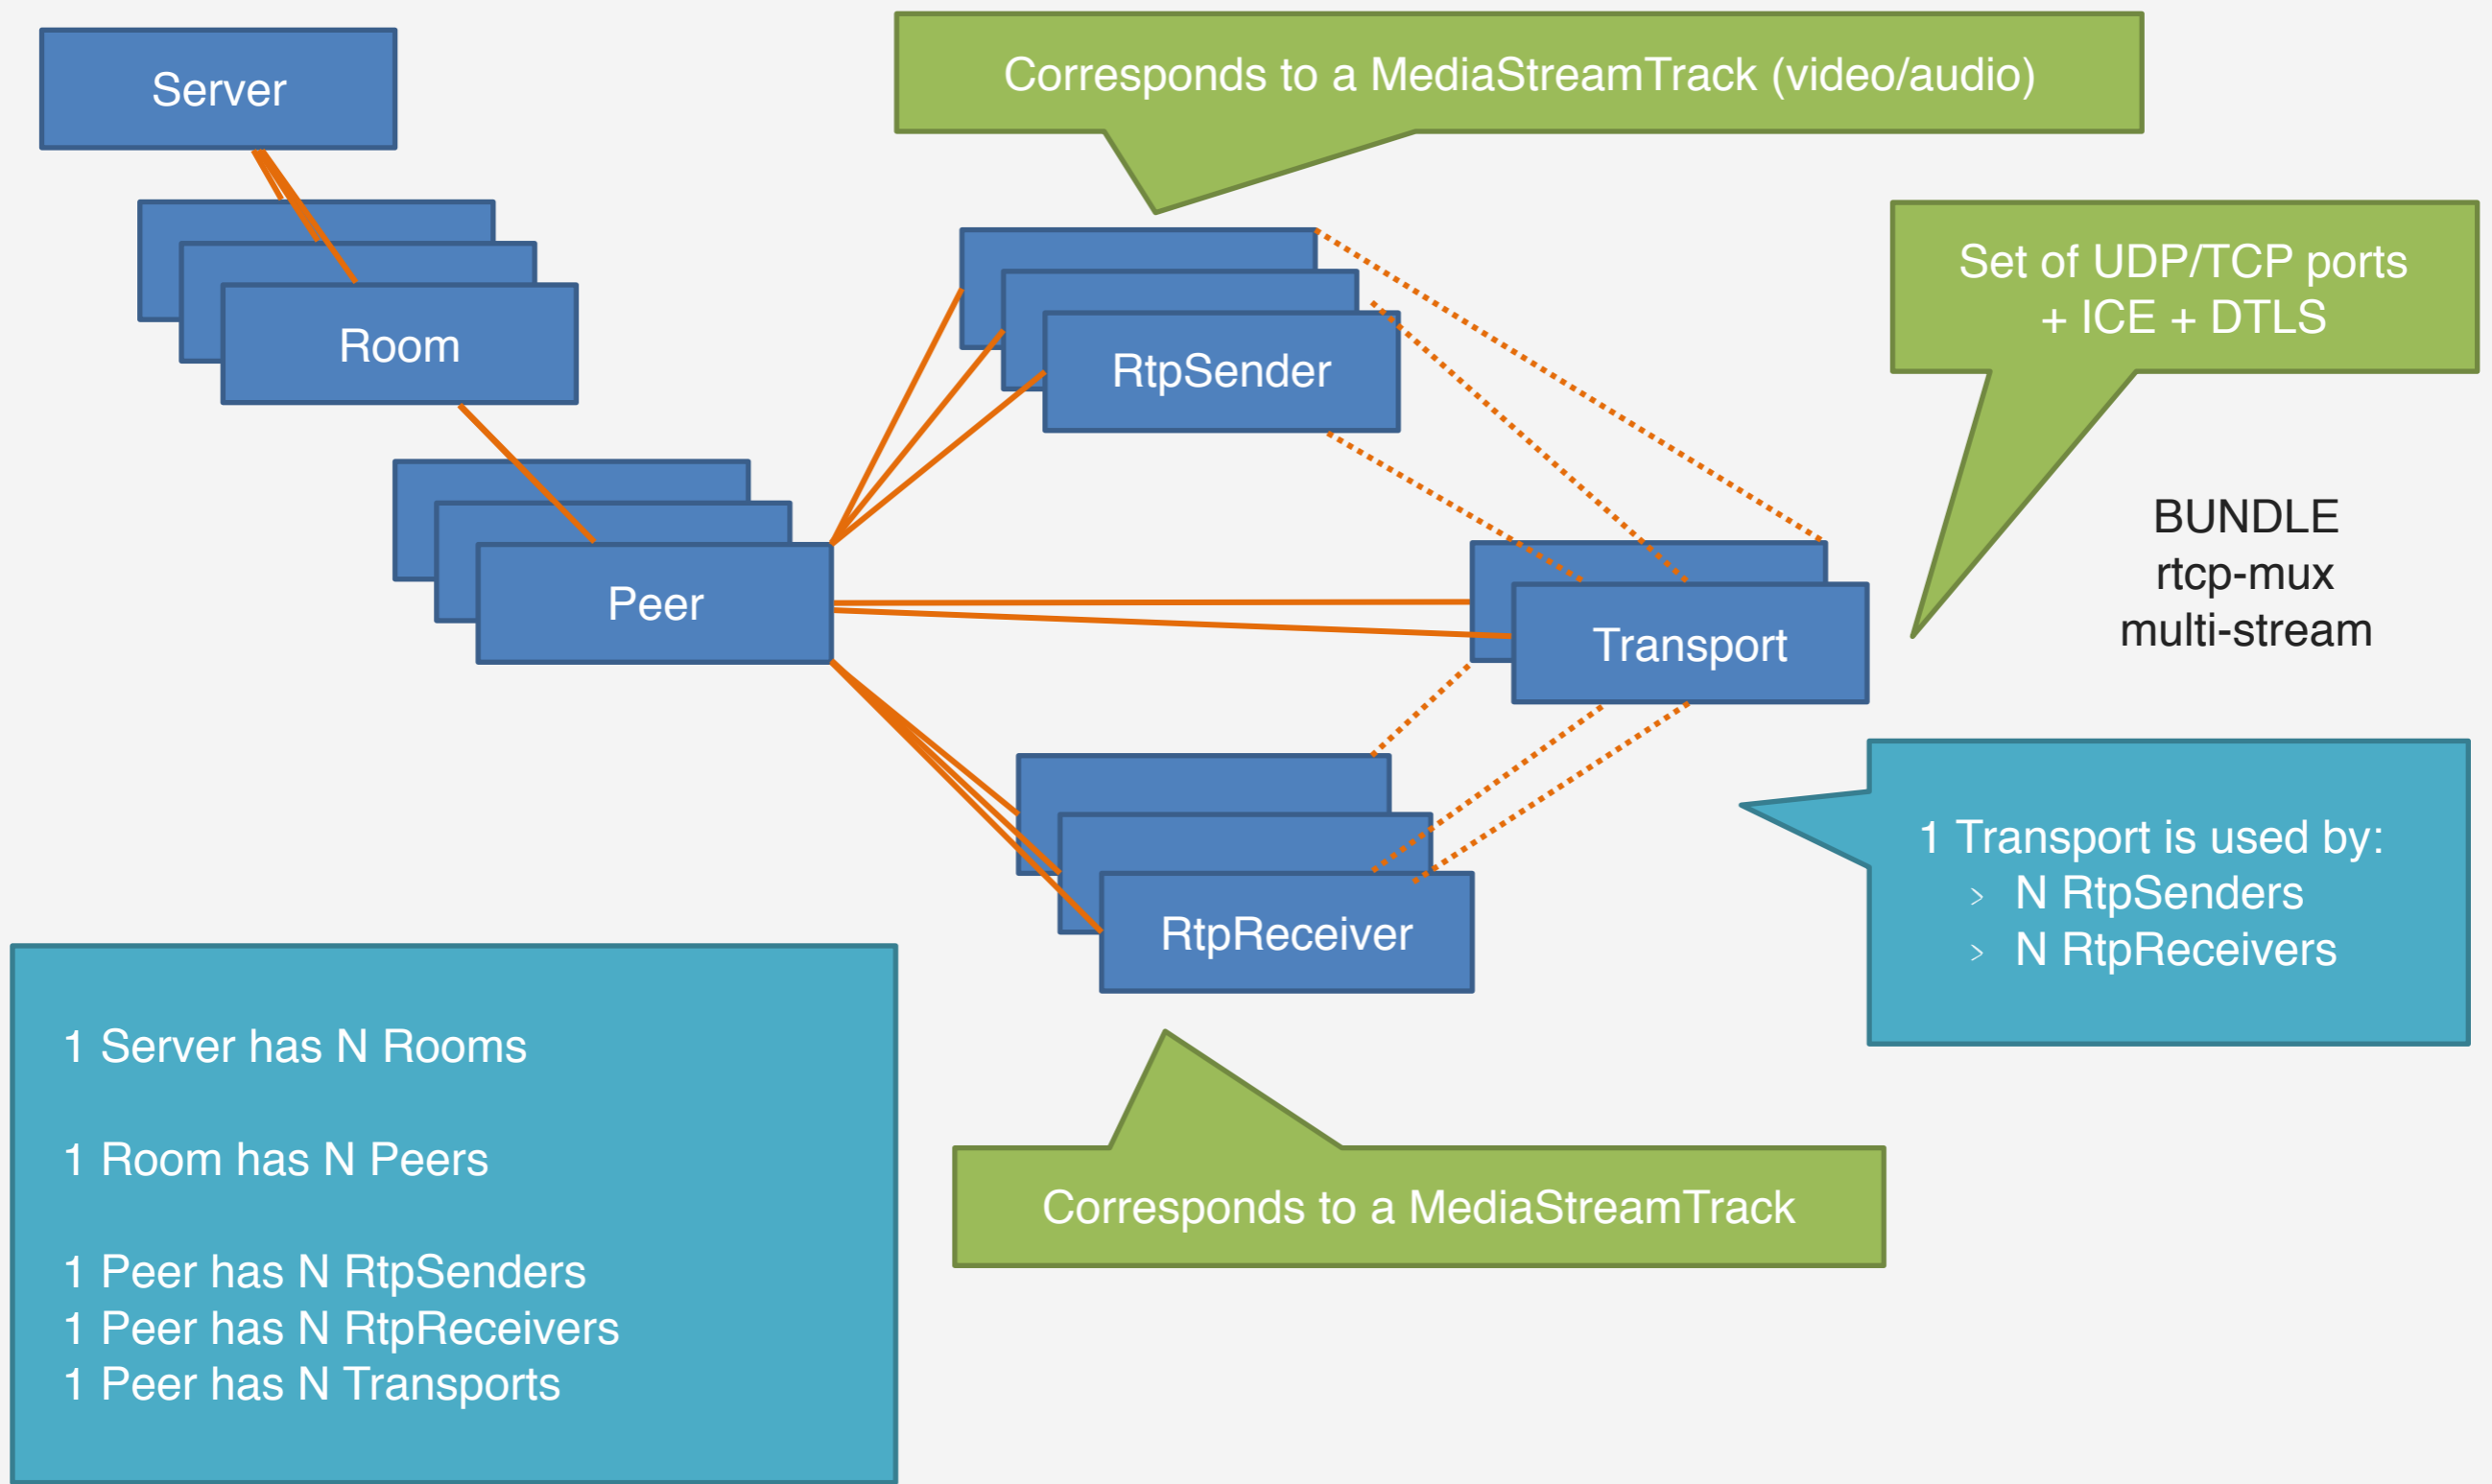 Server
Corresponds to a MediaStreamTrack (video/audio)
Set of UDP/TCP ports
+ ICE + DTLS
Room
RtpSender
BUNDLE
rtcp-mux
multi-stream
Peer
Transport
1 Transport is used by:
> N RtpSenders
> N RtpReceivers
RtpReceiver
1 Server has N Rooms
1 Room has N Peers
1 Peer has N RtpSenders
1 Peer has N RtpReceivers
1 Peer has N Transports
Corresponds to a MediaStreamTrack